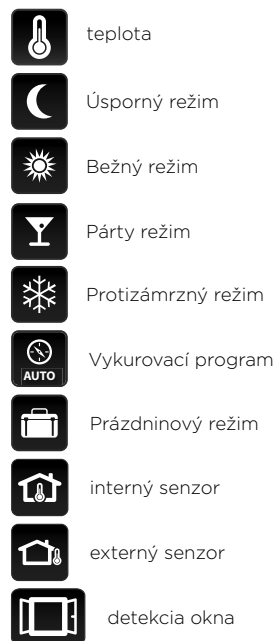 teplota
Úsporný režim
Bežný režim
Párty režim
Protizámrzný režim
AUTO Vykurovací program
Prázdninový režim
interný senzor
externý senzor
detekcia okna